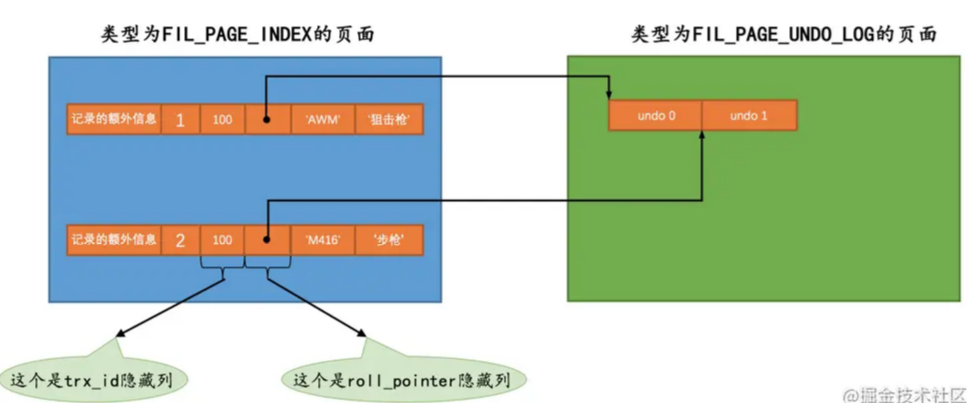 类型为FIL_PAGE_INDEX的页面
类型为FIL_PAGE_UNDO_LOG的页面
记录的额外信息 1 100 'AWM' '狙击枪'
undo 0 undo 1
记录的额外信息 2 100 'M416' '步枪'
这个是trx_id隐藏列
这个是roll_pointer隐藏列
@掘金技术社区